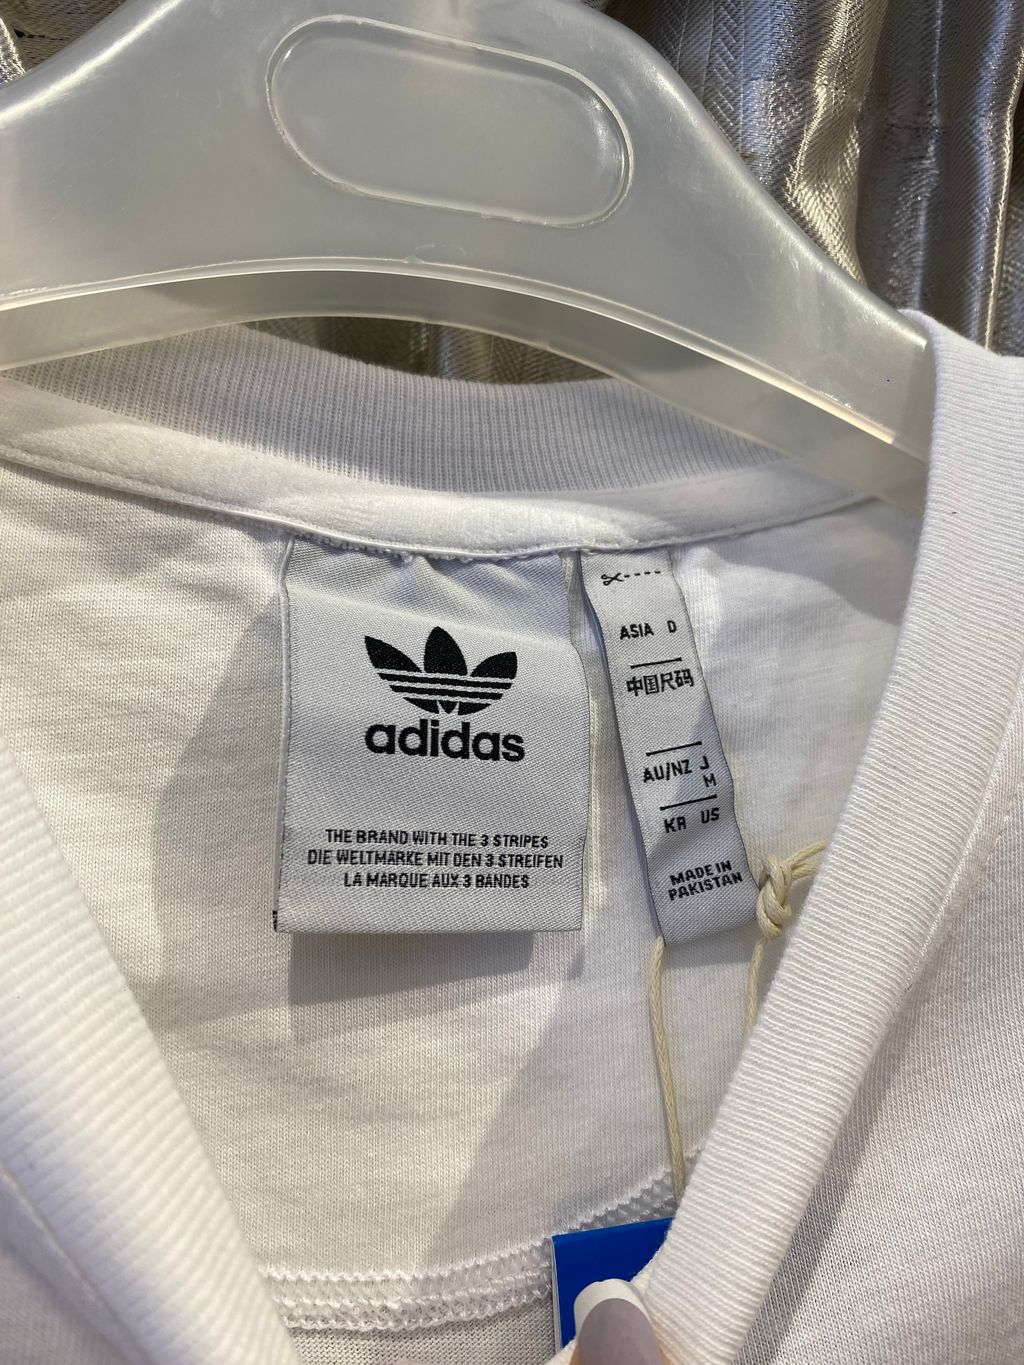 adidas
THE BRAND WITH THE 3 STRIPES
DIE WELTMARKE MIT DEN 3 STREIFEN
LA MARQUE AUX 3 BANDES
ASIA D
中国尺码
AU/NZ J
M
KR US
MADE IN
PAKISTAN